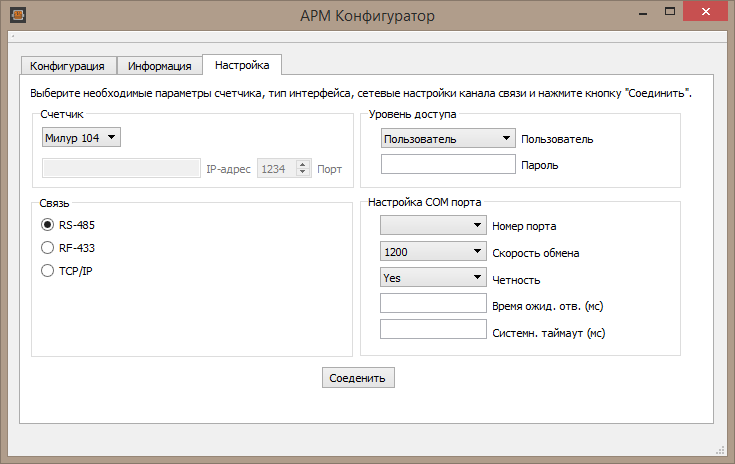 АРМ Конфигуратор
Конфигурация Информация Настройка
Выберите необходимые параметры счетчика, тип интерфейса, сетевые настройки канала связи и нажмите кнопку "Соединить".
Счетчик
Милур 104
IP-адрес 1234 Порт
Уровень доступа
Пользователь Пользователь
Пароль
Связь
RS-485
RF-433
TCP/IP
Настройка COM порта
Номер порта
1200 Скорость обмена
Yes Четность
Время ожид. отв. (мс)
Системн. таймаут (мс)
Соеденить